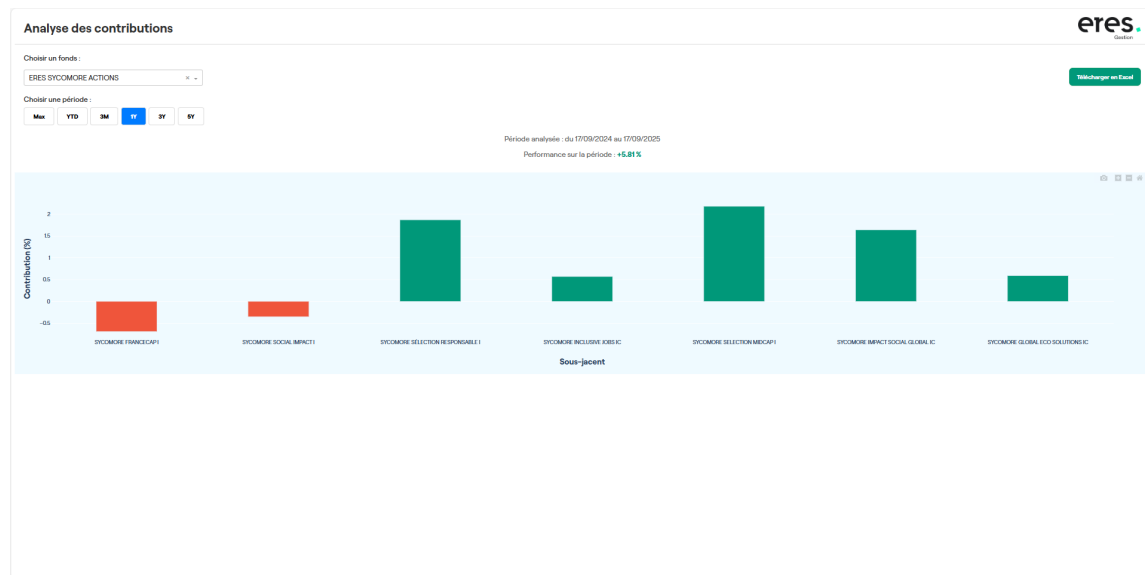 Analyse des contributions
eres.
Gestion
Choisir un fonds :
ERES SYCOMORE ACTIONS
Télécharger en Excel
Choisir une période :
Max YTD 3M 1Y 3Y 5Y
Période analysée : du 17/09/2024 au 17/09/2025
Performance sur la période : +5.81 %
Contribution (%)
2
1.5
1
0.5
0
−0.5
SYCOMORE FRANCECAP I
SYCOMORE SOCIAL IMPACT I
SYCOMORE SÉLECTION RESPONSABLE I
SYCOMORE INCLUSIVE JOBS IC
SYCOMORE SELECTION MIDCAP I
SYCOMORE IMPACT SOCIAL GLOBAL IC
SYCOMORE GLOBAL ECO SOLUTIONS IC
Sous-jacent